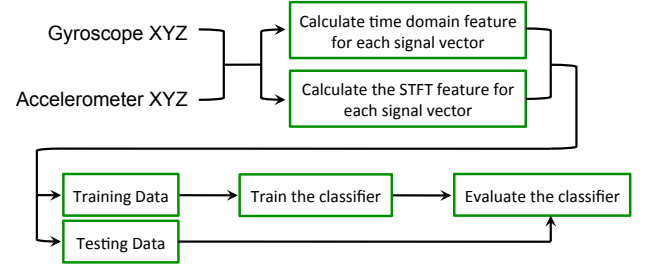 Gyroscope XYZ
Accelerometer XYZ
Calculate time domain feature
for each signal vector
Calculate the STFT feature for
each signal vector
Training Data
Train the classifier
Evaluate the classifier
Testing Data